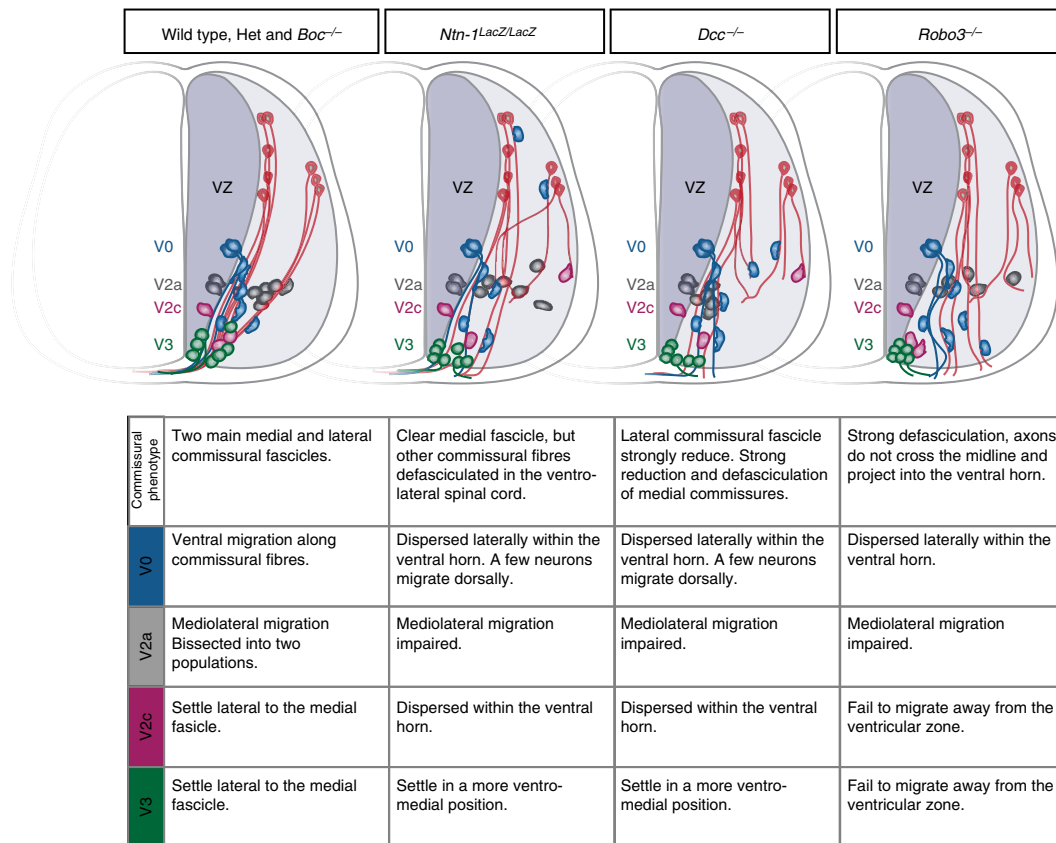 Wild type, Het and Boc−/−
Ntn-1LacZ/LacZ
Dcc−/−
Robo3−/−
VZ
VZ
VZ
VZ
V0
V0
V0
V0
V2a
V2a
V2a
V2a
V2c
V2c
V2c
V2c
V3
V3
V3
V3
Commissural
phenotype
Two main medial and lateral
commissural fascicles.
Clear medial fascicle, but
other commissural fibres
defasciculated in the ventro-
lateral spinal cord.
Lateral commissural fascicle
strongly reduce. Strong
reduction and defasciculation
of medial commissures.
Strong defasciculation, axons
do not cross the midline and
project into the ventral horn.
V0
Ventral migration along
commissural fibres.
Dispersed laterally within the
ventral horn. A few neurons
migrate dorsally.
Dispersed laterally within the
ventral horn. A few neurons
migrate dorsally.
Dispersed laterally within the
ventral horn.
V2a
Mediolateral migration
Bissected into two
populations.
Mediolateral migration
impaired.
Mediolateral migration
impaired.
Mediolateral migration
impaired.
V2c
Settle lateral to the medial
fasicle.
Dispersed within the ventral
horn.
Dispersed within the ventral
horn.
Fail to migrate away from the
ventricular zone.
V3
Settle lateral to the medial
fascicle.
Settle in a more ventro-
medial position.
Settle in a more ventro-
medial position.
Fail to migrate away from the
ventricular zone.